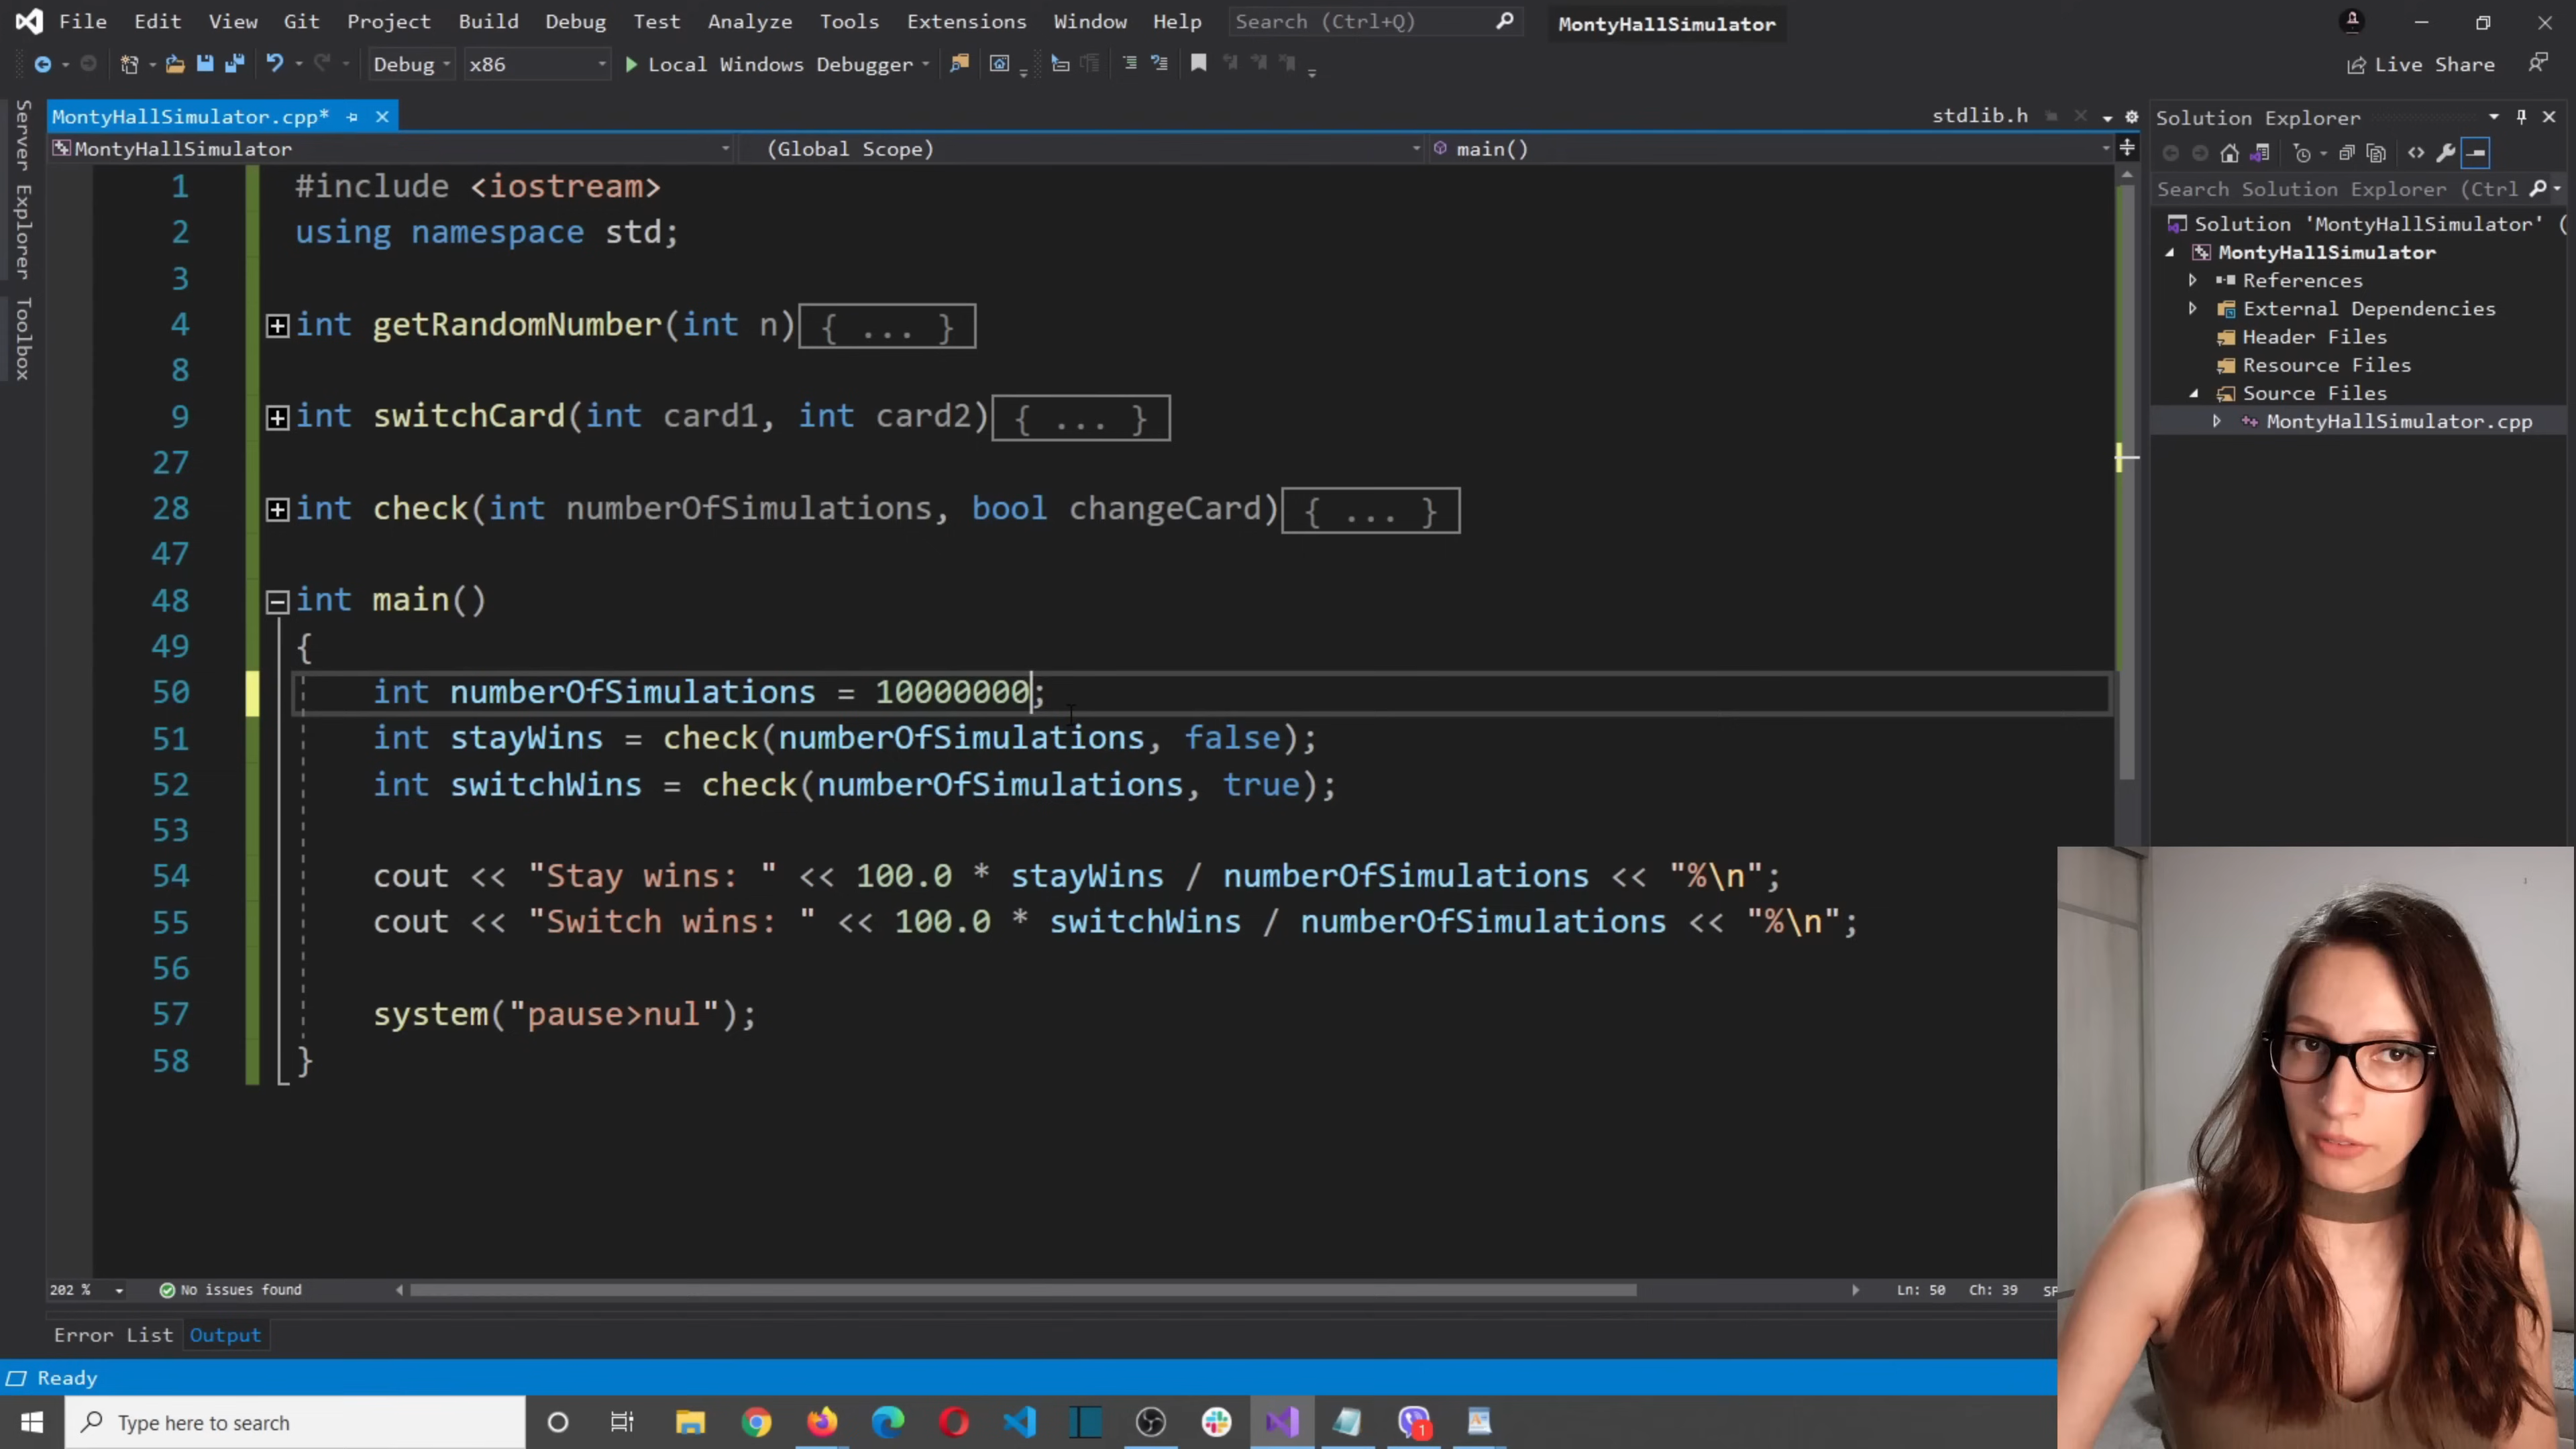 File Edit View Git Project Build Debug Test Analyze Tools Extensions Window Help Search (Ctrl+Q) MontyHallSimulator
Debug x86 Local Windows Debugger Live Share
Server Explorer
Toolbox
MontyHallSimulator.cpp* stdlib.h
MontyHallSimulator (Global Scope) main()
1 #include <iostream>
2 using namespace std;
3
4 int getRandomNumber(int n){ ... }
8
9 int switchCard(int card1, int card2){ ... }
27
28 int check(int numberOfSimulations, bool changeCard){ ... }
47
48 int main()
49 {
50 int numberOfSimulations = 10000000;
51 int stayWins = check(numberOfSimulations, false);
52 int switchWins = check(numberOfSimulations, true);
53
54 cout << "Stay wins: " << 100.0 * stayWins / numberOfSimulations << "%\n";
55 cout << "Switch wins: " << 100.0 * switchWins / numberOfSimulations << "%\n";
56
57 system("pause>nul");
58 }
Solution Explorer
Search Solution Explorer (Ctrl
Solution 'MontyHallSimulator' (
MontyHallSimulator
References
External Dependencies
Header Files
Resource Files
Source Files
MontyHallSimulator.cpp
202 % No issues found Ln: 50 Ch: 39 SP
Error List Output
Ready
Type here to search
1